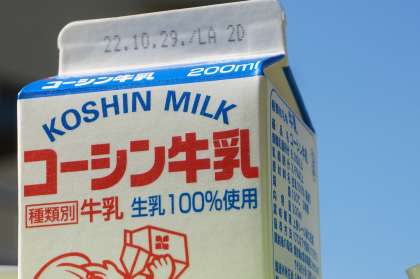 22.10.29./LA 2D
コーシン牛乳 200ml
KOSHIN MILK
コーシン牛乳
種類別 牛乳 生乳100%使用